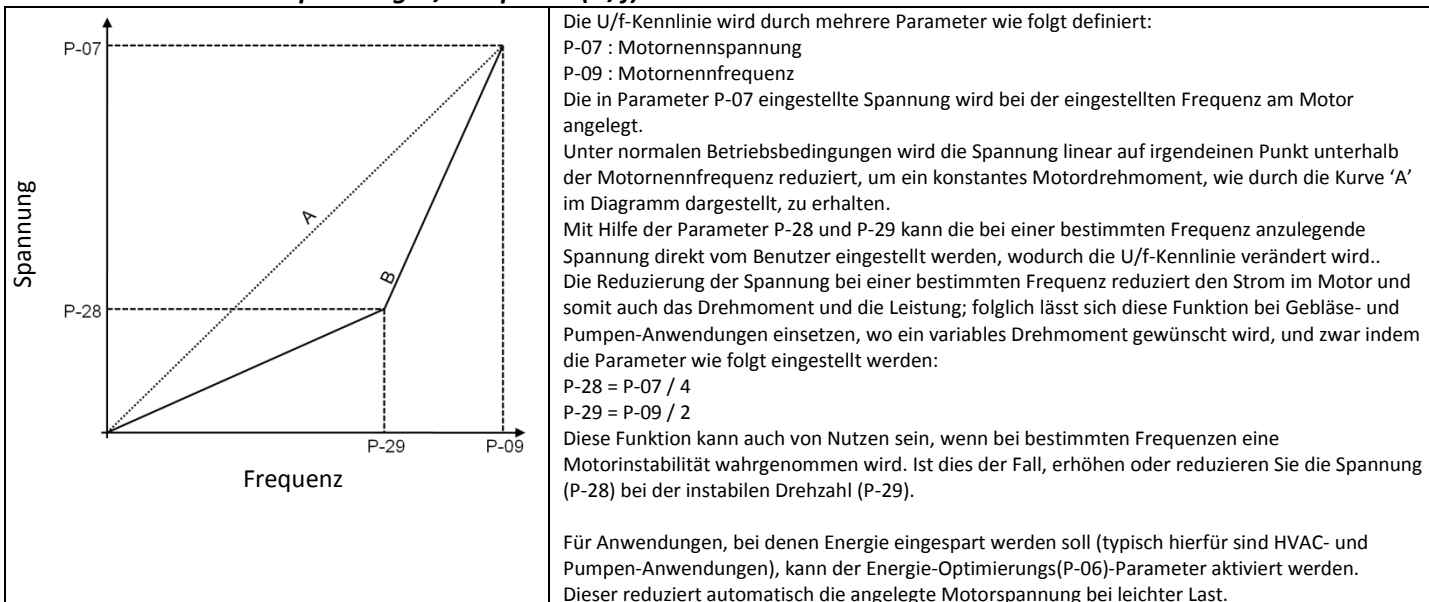 P-07
A
Spannung
B
P-28
P-29
P-09
Frequenz
Die U/f-Kennlinie wird durch mehrere Parameter wie folgt definiert:
P-07 : Motornennspannung
P-09 : Motornennfrequenz
Die in Parameter P-07 eingestellte Spannung wird bei der eingestellten Frequenz am Motor
angelegt.
Unter normalen Betriebsbedingungen wird die Spannung linear auf irgendeinen Punkt unterhalb
der Motornennfrequenz reduziert, um ein konstantes Motordrehmoment, wie durch die Kurve ‘A’
im Diagramm dargestellt, zu erhalten.
Mit Hilfe der Parameter P-28 und P-29 kann die bei einer bestimmten Frequenz anzulegende
Spannung direkt vom Benutzer eingestellt werden, wodurch die U/f-Kennlinie verändert wird..
Die Reduzierung der Spannung bei einer bestimmten Frequenz reduziert den Strom im Motor und
somit auch das Drehmoment und die Leistung; folglich lässt sich diese Funktion bei Gebläse- und
Pumpen-Anwendungen einsetzen, wo ein variables Drehmoment gewünscht wird, und zwar indem
die Parameter wie folgt eingestellt werden:
P-28 = P-07 / 4
P-29 = P-09 / 2
Diese Funktion kann auch von Nutzen sein, wenn bei bestimmten Frequenzen eine
Motorinstabilität wahrgenommen wird. Ist dies der Fall, erhöhen oder reduzieren Sie die Spannung
(P-28) bei der instabilen Drehzahl (P-29).
Für Anwendungen, bei denen Energie eingespart werden soll (typisch hierfür sind HVAC- und
Pumpen-Anwendungen), kann der Energie-Optimierungs(P-06)-Parameter aktiviert werden.
Dieser reduziert automatisch die angelegte Motorspannung bei leichter Last.